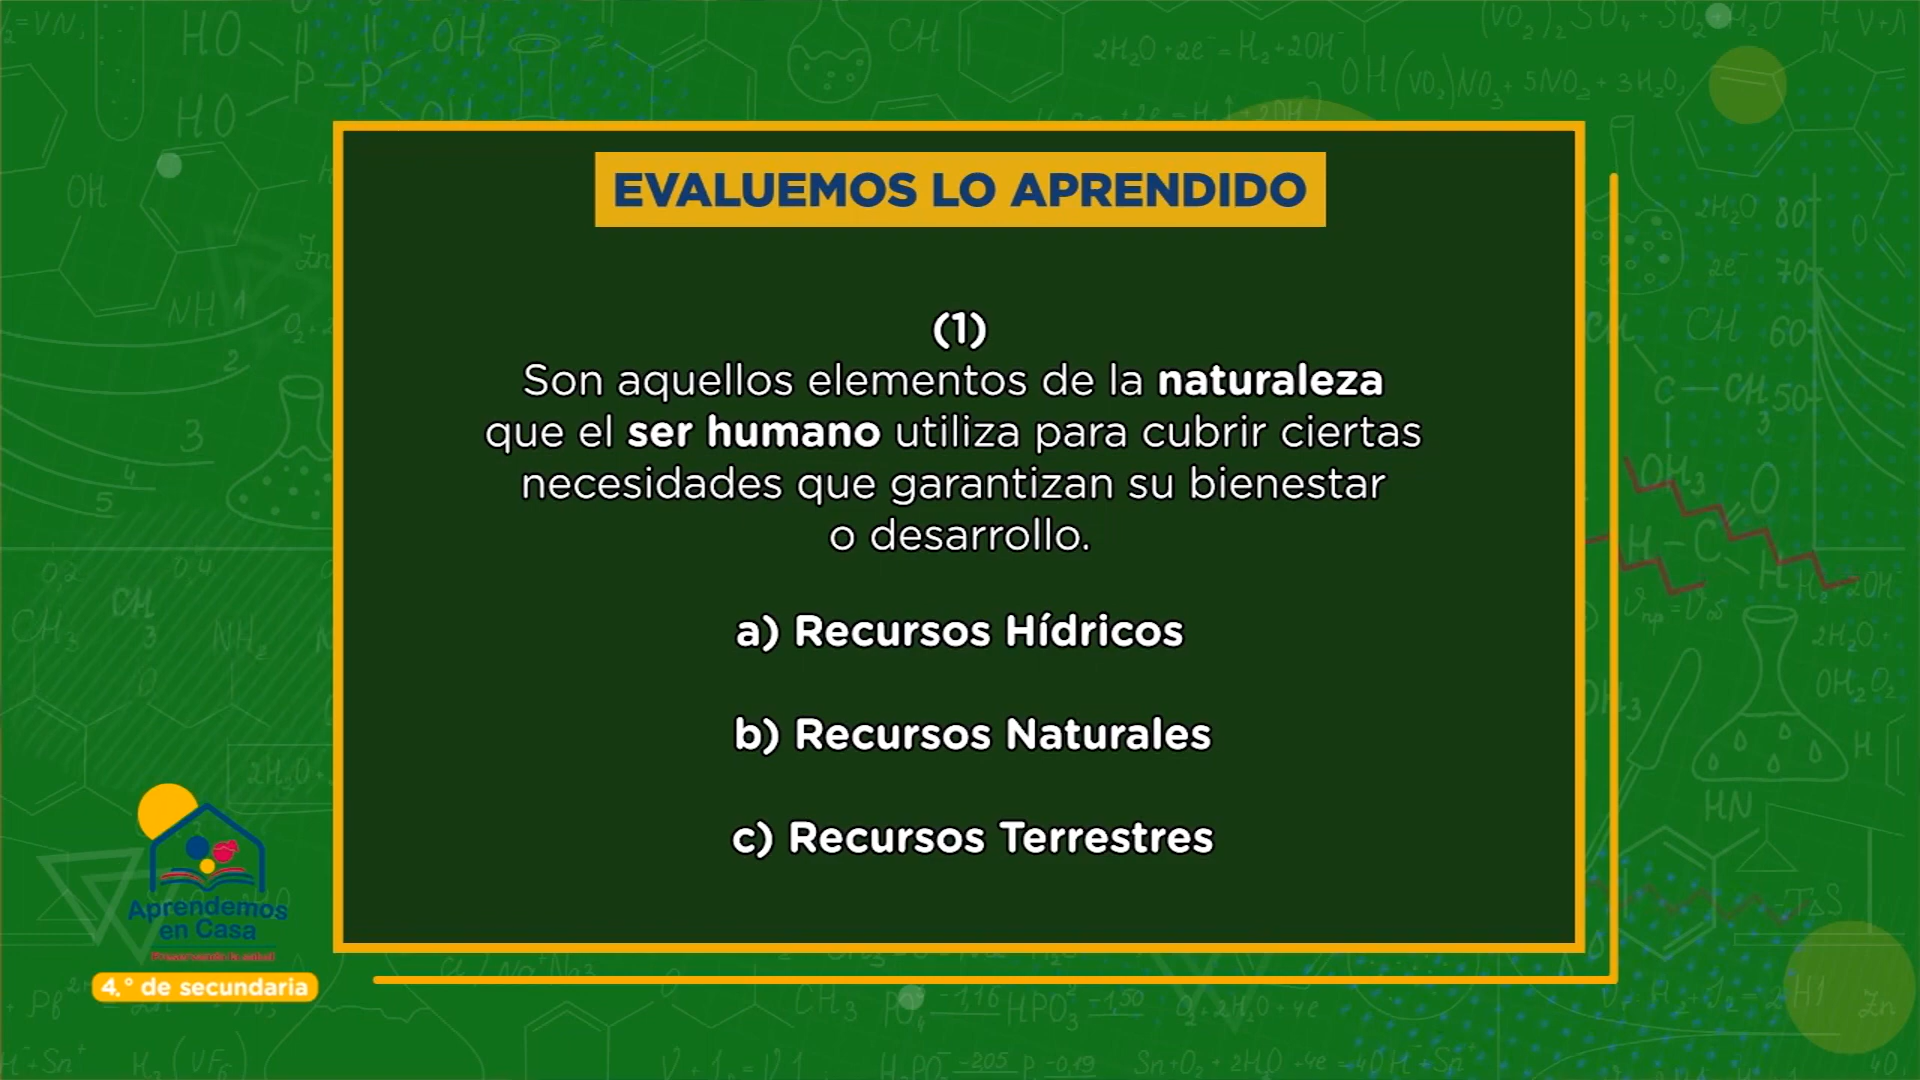 EVALUEMOS LO APRENDIDO
(1)
Son aquellos elementos de la naturaleza
que el ser humano utiliza para cubrir ciertas
necesidades que garantizan su bienestar
o desarrollo.
a) Recursos Hídricos
b) Recursos Naturales
c) Recursos Terrestres
Aprendemos
en Casa
4.° de secundaria